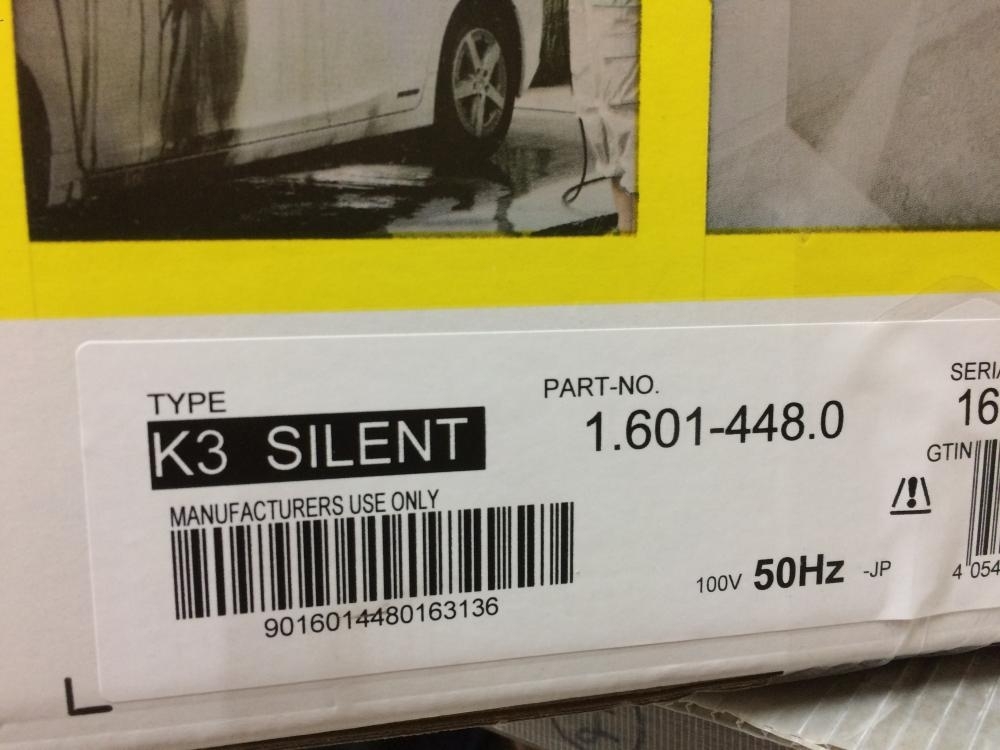 TYPE
K3 SILENT
PART-NO.
1.601-448.0
SERIA
16
GTIN
MANUFACTURERS USE ONLY
9016014480163136
100V 50Hz -JP
4 054